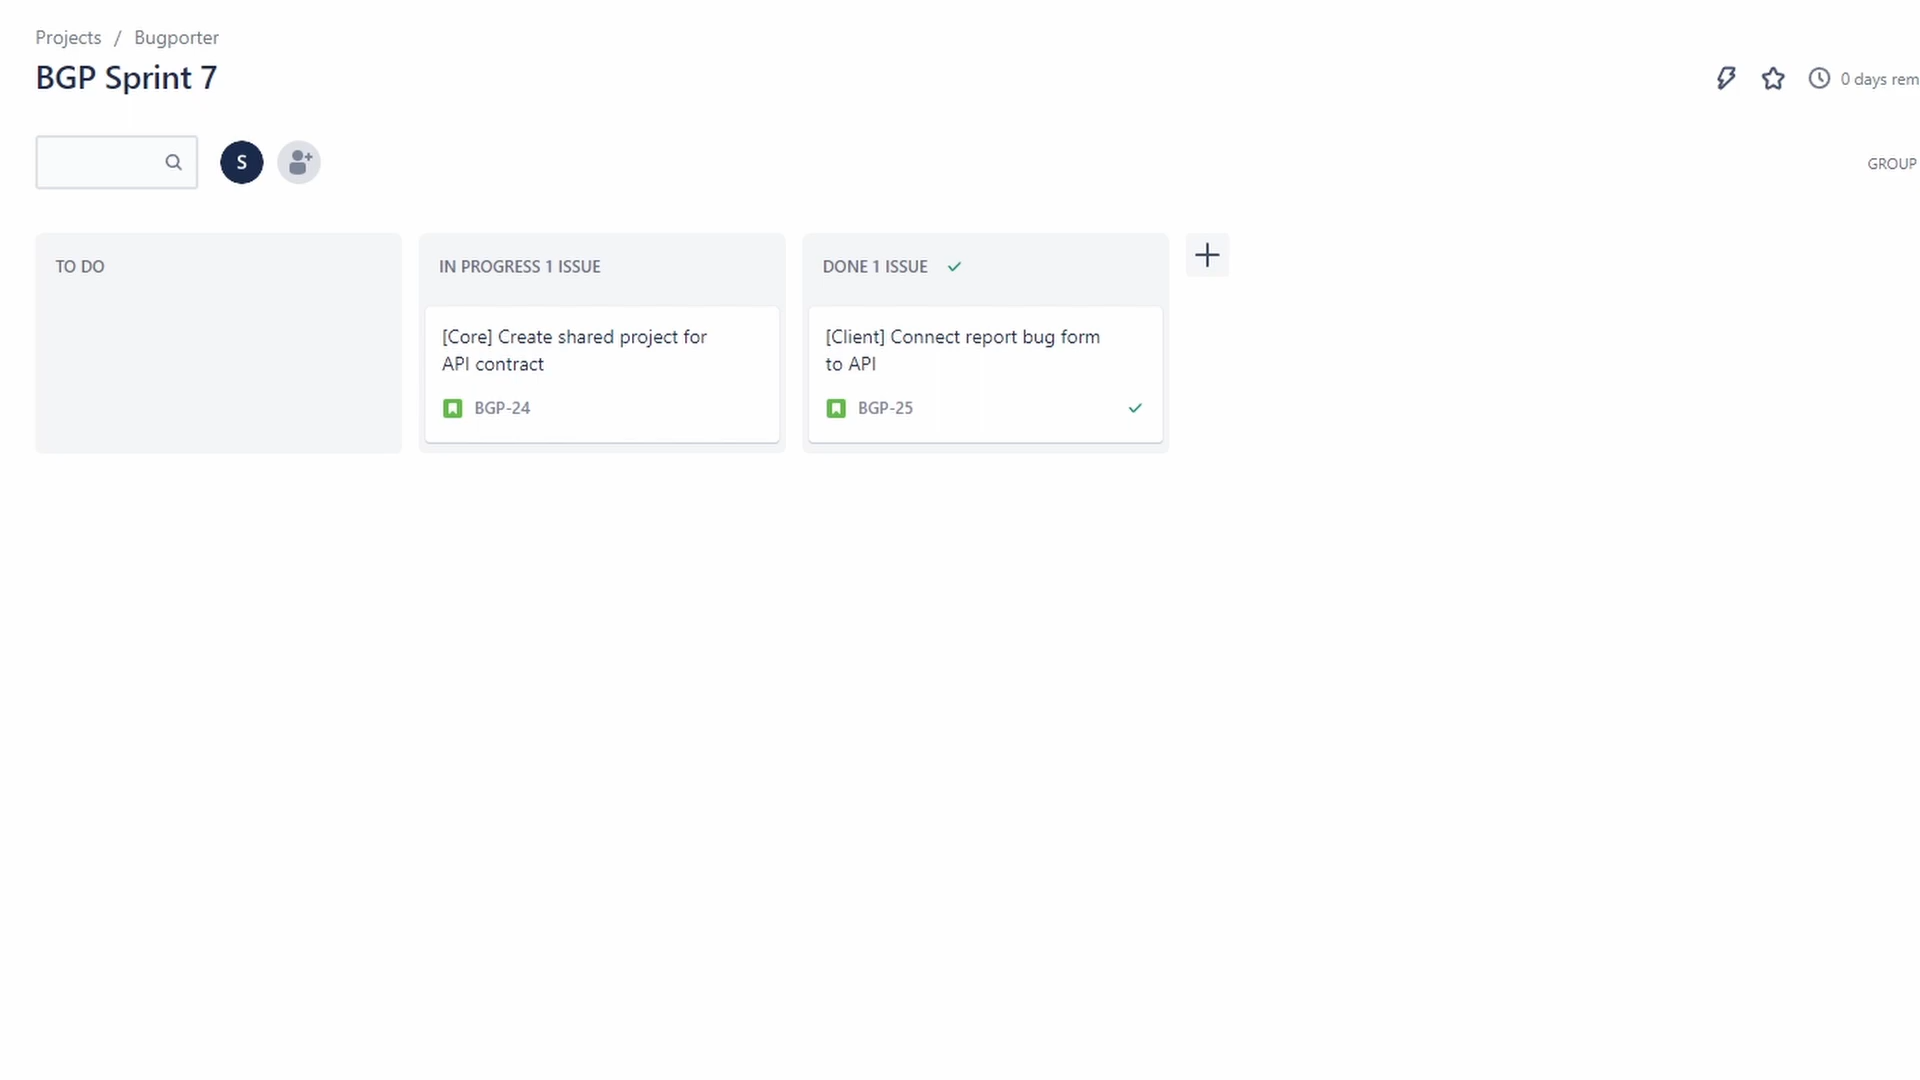 Projects / Bugporter
BGP Sprint 7
0 days rem
S
GROUP
TO DO
IN PROGRESS 1 ISSUE
DONE 1 ISSUE
[Core] Create shared project for
API contract
BGP-24
[Client] Connect report bug form
to API
BGP-25